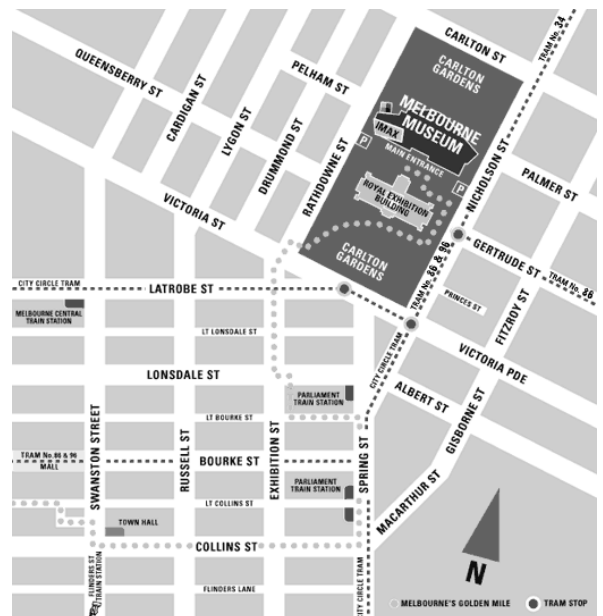 CARLTON ST
TRAM No. 34
QUEENSBERRY ST
PELHAM ST
CARLTON
GARDENS
CARDIGAN ST
LYGON ST
DRUMMOND ST
RATHDOWNE ST
MELBOURNE
MUSEUM
IMAX
MAIN ENTRANCE
P
P
NICHOLSON ST
PALMER ST
ROYAL EXHIBITION
BUILDING
VICTORIA ST
CARLTON
GARDENS
GERTRUDE ST
TRAM No. 86
TRAM No. 86 & 96
CITY CIRCLE TRAM
LATROBE ST
PRINCES ST
FITZROY ST
MELBOURNE CENTRAL
TRAIN STATION
LT LONSDALE ST
CITY CIRCLE TRAM
VICTORIA PDE
LONSDALE ST
ALBERT ST
PARLIAMENT
TRAIN STATION
SWANSTON STREET
RUSSELL ST
LT BOURKE ST
EXHIBITION ST
SPRING ST
GISBORNE ST
TRAM No.86 & 96
MALL
BOURKE ST
PARLIAMENT
TRAIN STATION
MACARTHUR ST
LT COLLINS ST
TOWN HALL
COLLINS ST
FLINDERS ST
TRAIN STATION
FLINDERS LANE
CITY CIRCLE TRAM
N
MELBOURNE'S GOLDEN MILE
TRAM STOP